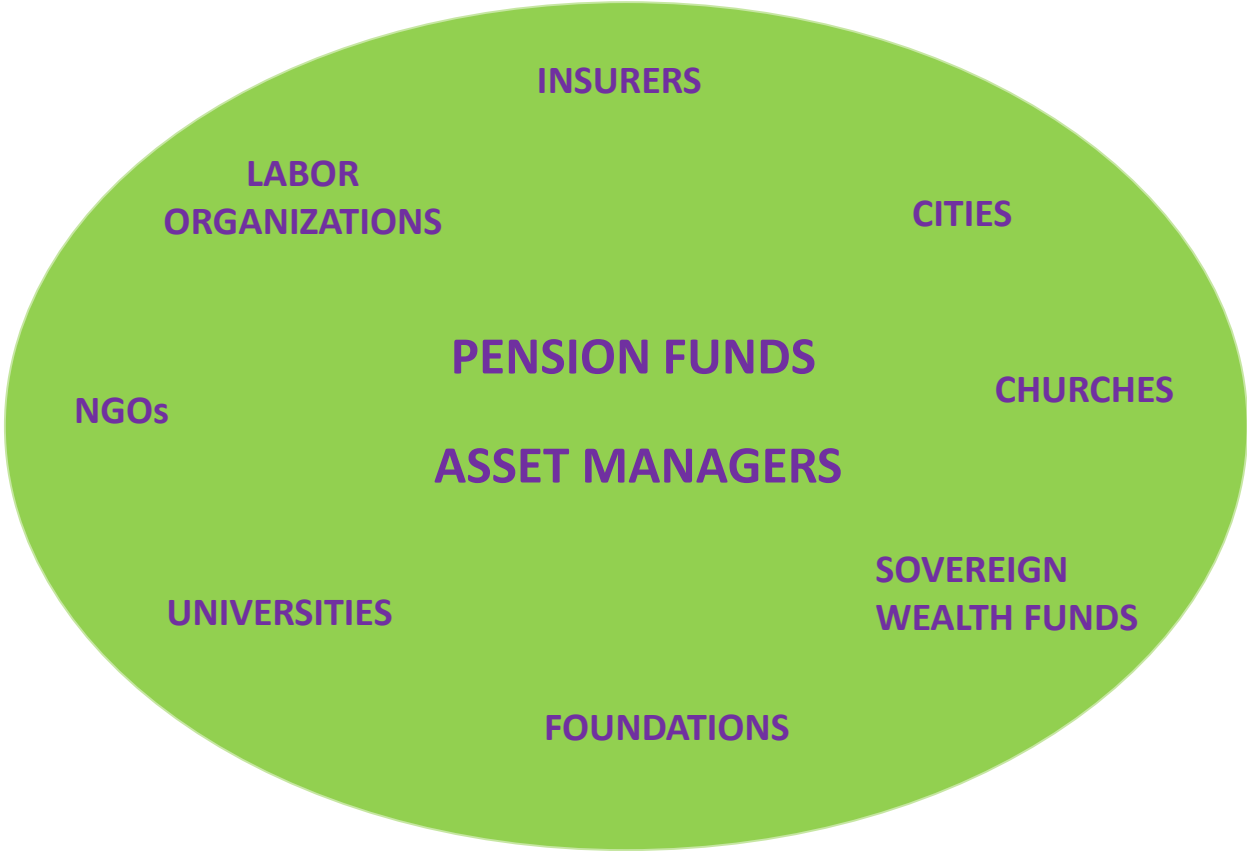 INSURERS
LABOR
ORGANIZATIONS
CITIES
PENSION FUNDS
CHURCHES
NGOs
ASSET MANAGERS
SOVEREIGN
WEALTH FUNDS
UNIVERSITIES
FOUNDATIONS